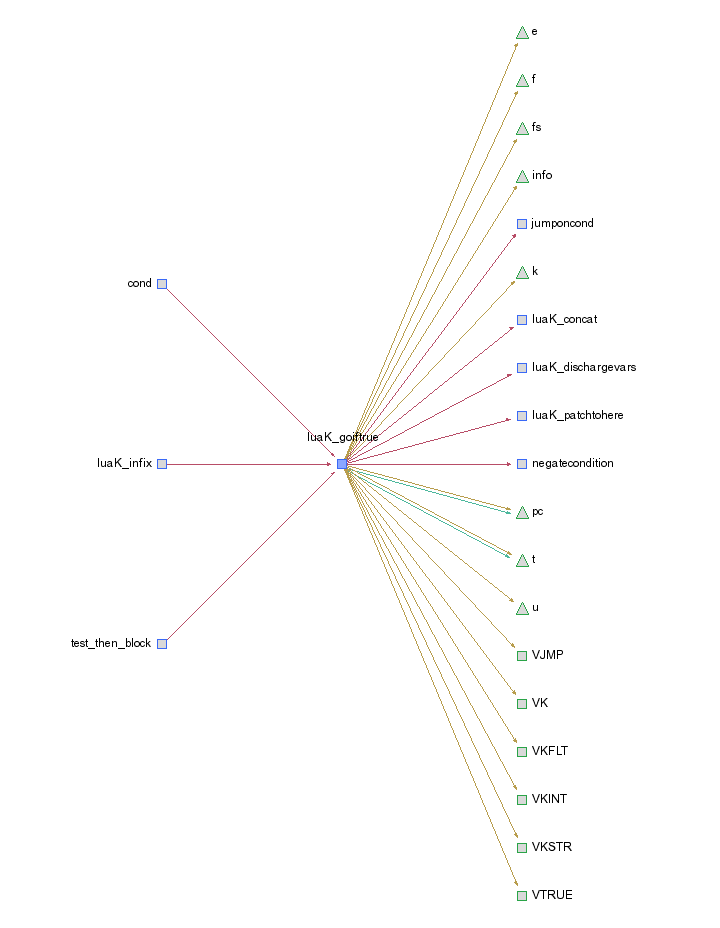 e
f
fs
info
jumponcond
k
cond
luaK_concat
luaK_dischargevars
luaK_patchtohere
luaK_goiftrue
luaK_infix
negatecondition
pc
t
u
test_then_block
VJMP
VK
VKFLT
VKINT
VKSTR
VTRUE